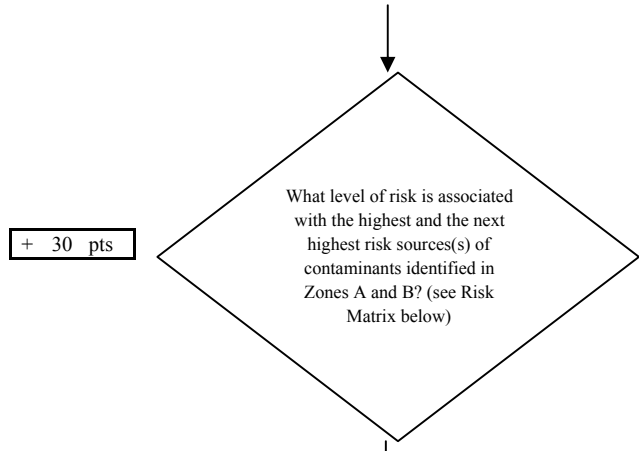 What level of risk is associated
with the highest and the next
highest risk sources(s) of
+ 30 pts
contaminants identified in
Zones A and B? (see Risk
Matrix below)